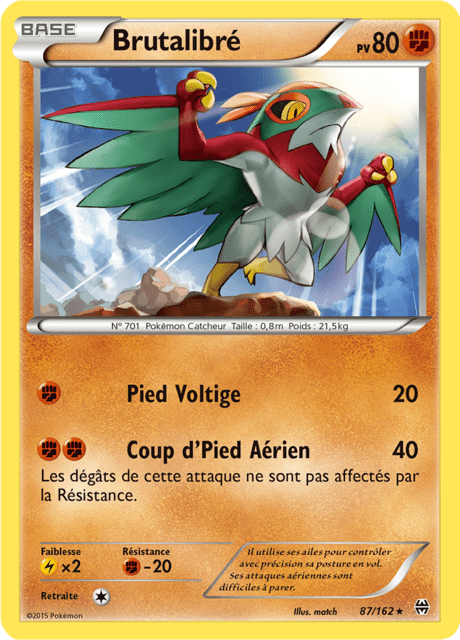 BASE
Brutalibré
PV 80
N° 701 Pokémon Catcheur Taille : 0,8m Poids : 21,5kg
Pied Voltige 20
Coup d’Pied Aérien 40
Les dégâts de cette attaque ne sont pas affectés par
la Résistance.
Faiblesse Résistance
×2 -20
Retraite
Il utilise ses ailes pour contrôler
avec précision sa posture en vol.
Ses attaques aériennes sont
difficiles à parer.
©2015 Pokémon
Illus. match 87/162 ★